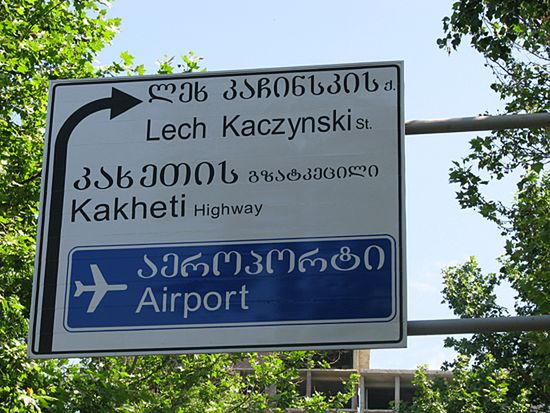 ლეხ კაჩინსკის ქ.
Lech Kaczynski St.
კახეთის გზატკეცილი
Kakheti Highway
აეროპორტი
Airport